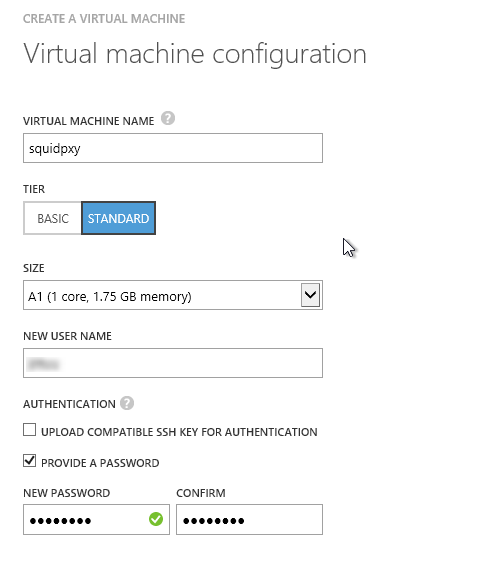 CREATE A VIRTUAL MACHINE
Virtual machine configuration
VIRTUAL MACHINE NAME ?
squidpxy
TIER
BASIC STANDARD
SIZE
A1 (1 core, 1.75 GB memory)
NEW USER NAME
AUTHENTICATION ?
UPLOAD COMPATIBLE SSH KEY FOR AUTHENTICATION
PROVIDE A PASSWORD
NEW PASSWORD CONFIRM
●●●●●●●● ●●●●●●●●